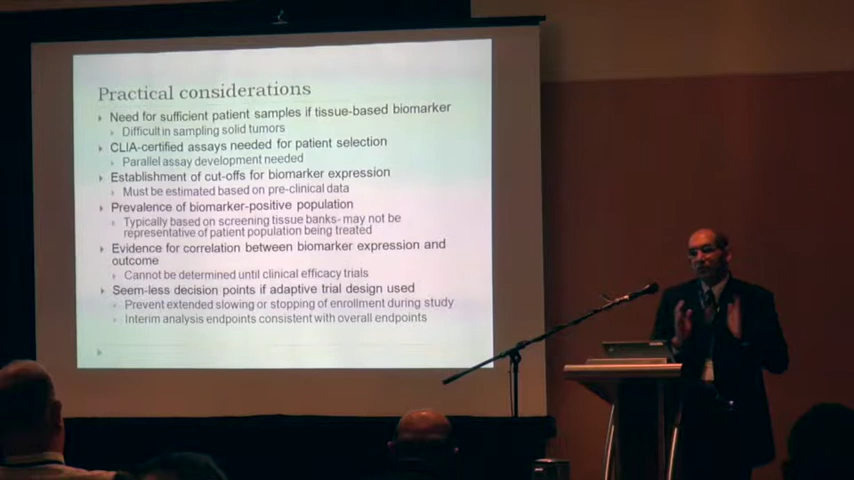 Practical considerations
Need for sufficient patient samples if tissue-based biomarker
Difficult in sampling solid tumors
CLIA-certified assays needed for patient selection
Parallel assay development needed
Establishment of cut-offs for biomarker expression
Must be estimated based on pre-clinical data
Prevalence of biomarker-positive population
Typically based on screening tissue banks- may not be
representative of patient population being treated
Evidence for correlation between biomarker expression and
outcome
Cannot be determined until clinical efficacy trials
Seem-less decision points if adaptive trial design used
Prevent extended slowing or stopping of enrollment during study
Interim analysis endpoints consistent with overall endpoints